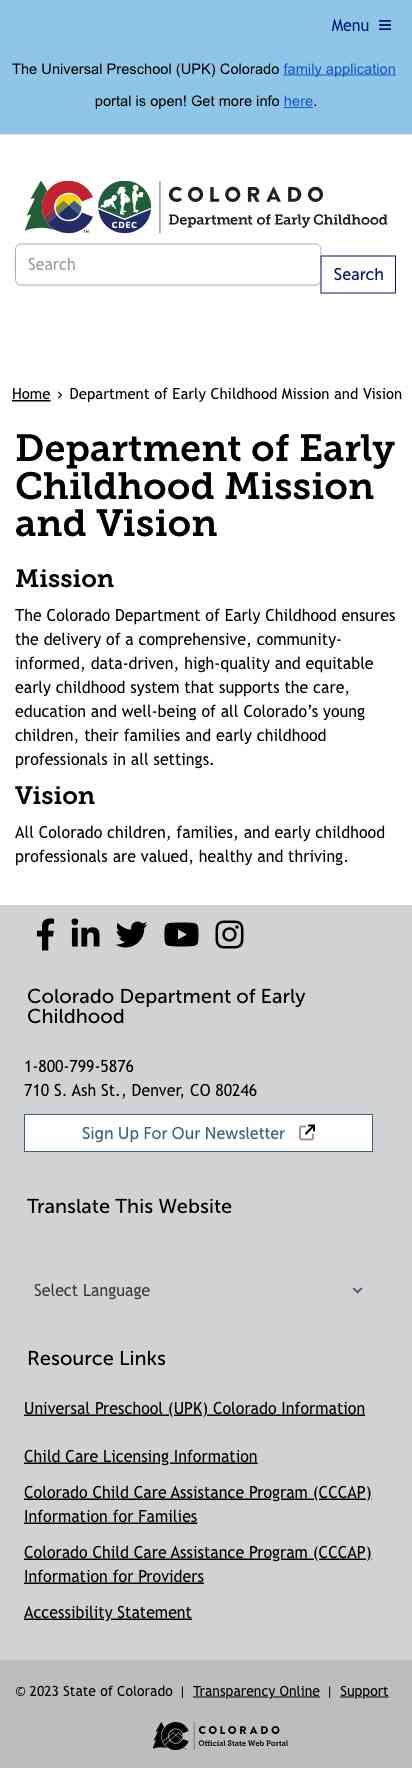 Menu
The Universal Preschool (UPK) Colorado family application
portal is open! Get more info here.
COLORADO
CDEC
Department of Early Childhood
TM
Search
Search
Home › Department of Early Childhood Mission and Vision
Department of Early
Childhood Mission
and Vision
Mission
The Colorado Department of Early Childhood ensures
the delivery of a comprehensive, community-
informed, data-driven, high-quality and equitable
early childhood system that supports the care,
education and well-being of all Colorado’s young
children, their families and early childhood
professionals in all settings.
Vision
All Colorado children, families, and early childhood
professionals are valued, healthy and thriving.
Colorado Department of Early
Childhood
1-800-799-5876
710 S. Ash St., Denver, CO 80246
Sign Up For Our Newsletter
Translate This Website
Select Language
Resource Links
Universal Preschool (UPK) Colorado Information
Child Care Licensing Information
Colorado Child Care Assistance Program (CCCAP)
Information for Families
Colorado Child Care Assistance Program (CCCAP)
Information for Providers
Accessibility Statement
© 2023 State of Colorado | Transparency Online | Support
COLORADO
Official State Web Portal